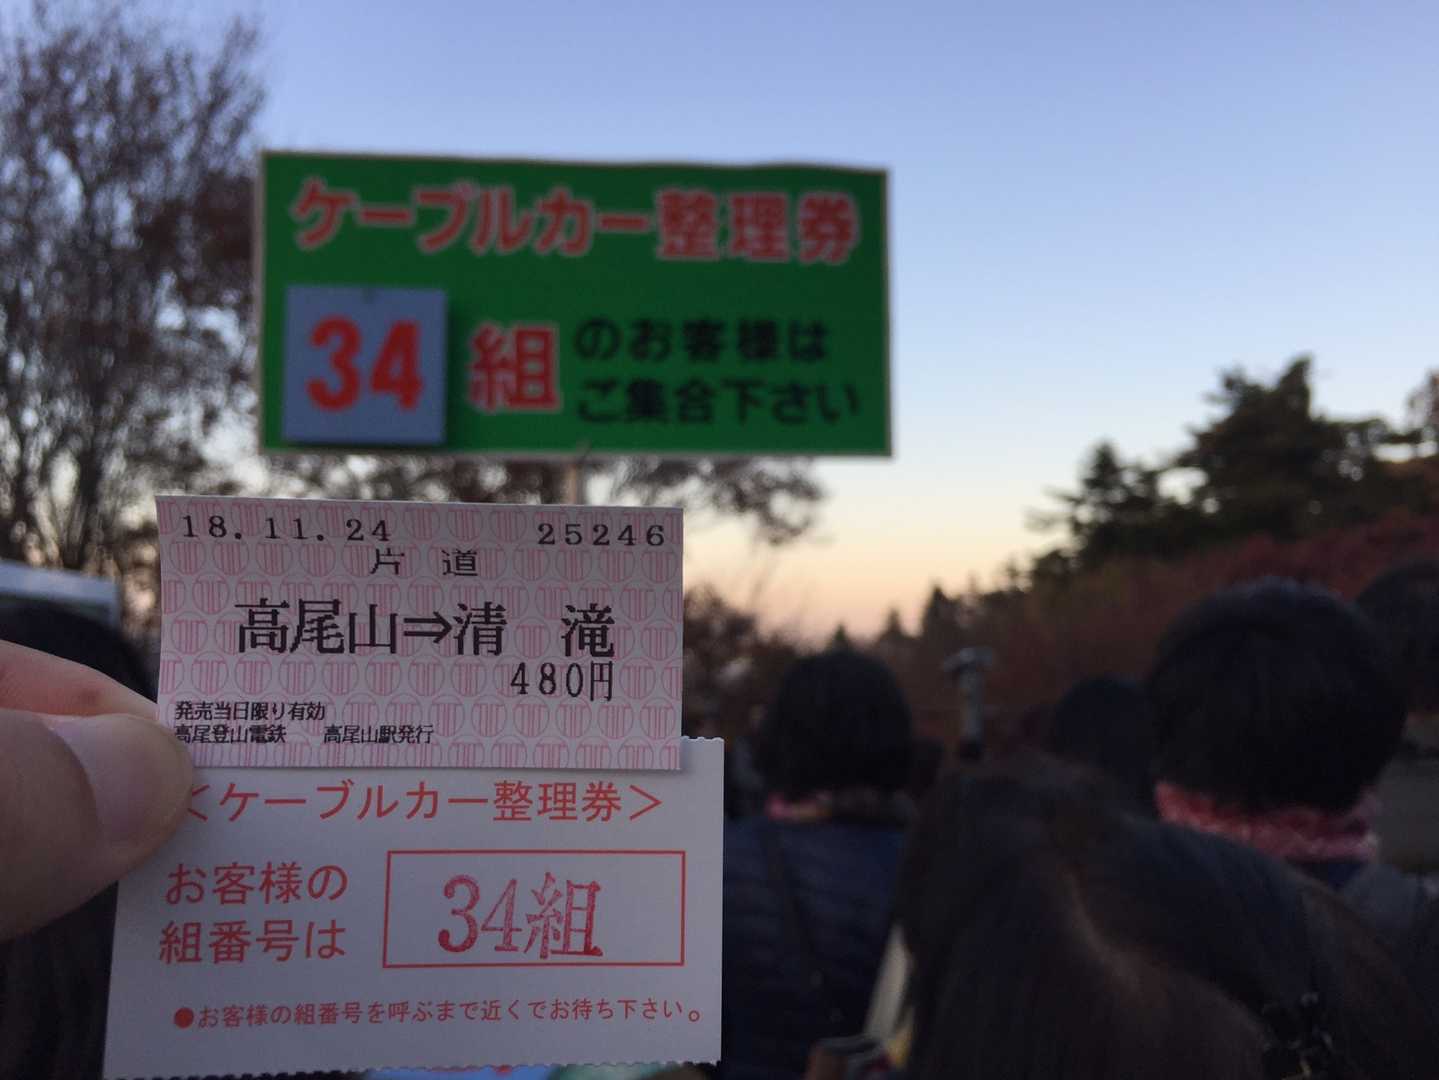 ケーブルカー整理券
34 組 のお客様は
ご集合下さい
18.11.24 25246
片 道
高尾山⇒清 滝
480円
発売当日限り有効
高尾登山電鉄 高尾山駅発行
<ケーブルカー整理券>
お客様の
組番号は
34組
●お客様の組番号を呼ぶまで近くでお待ち下さい。